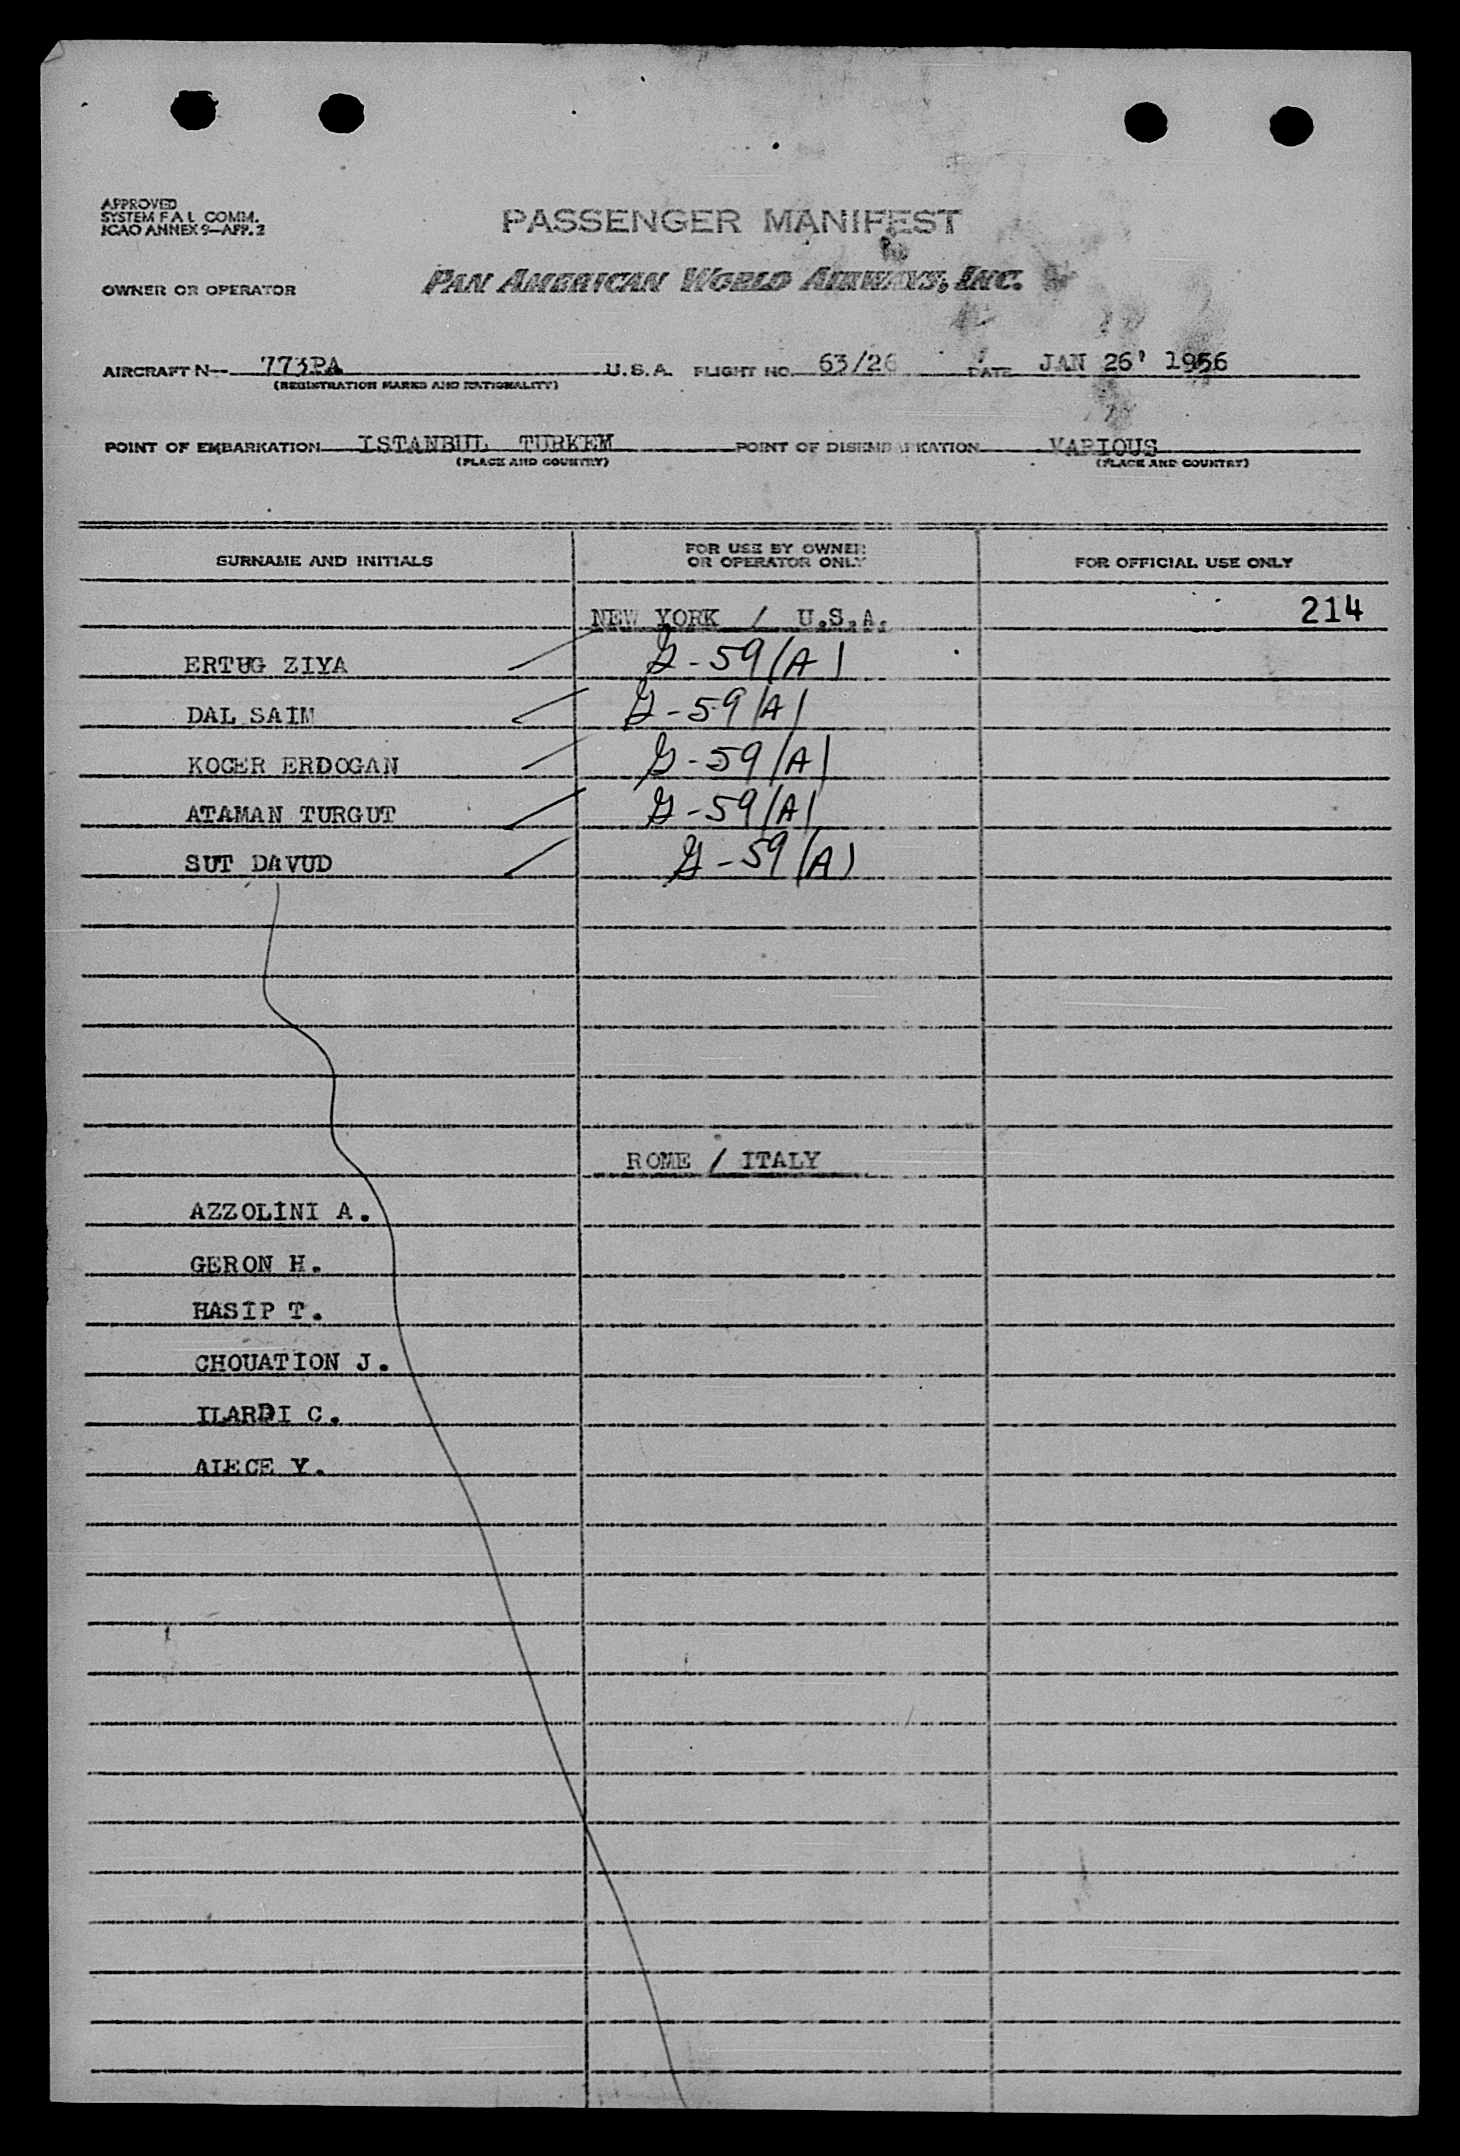 APPROVED
SYSTEM F A L COMM.
ICAO ANNEX 9—APP. 2
PASSENGER MANIFEST
OWNER OR OPERATOR
PAN AMERICAN WORLD AIRWAYS, INC.
AIRCRAFT N— 773PA U.S.A. FLIGHT NO. 63/26 DATE JAN 26' 1956
(REGISTRATION MARKS AND NATIONALITY)
POINT OF EMBARKATION ISTANBUL TURKEM POINT OF DISEMBARKATION VARIOUS
(PLACE AND COUNTRY) (PLACE AND COUNTRY)
SURNAME AND INITIALS FOR USE BY OWNER OR OPERATOR ONLY FOR OFFICIAL USE ONLY
NEW YORK / U.S.A. 214
ERTUG ZIYA G-59(A)
DAL SAIM G-59(A)
KOCER ERDOGAN G-59(A)
ATAMAN TURGUT G-59(A)
SUT DAVUD G-59(A)
ROME / ITALY
AZZOLINI A.
GERON H.
HASIP T.
CHOUATION J.
ILARDI C.
AIECE Y.